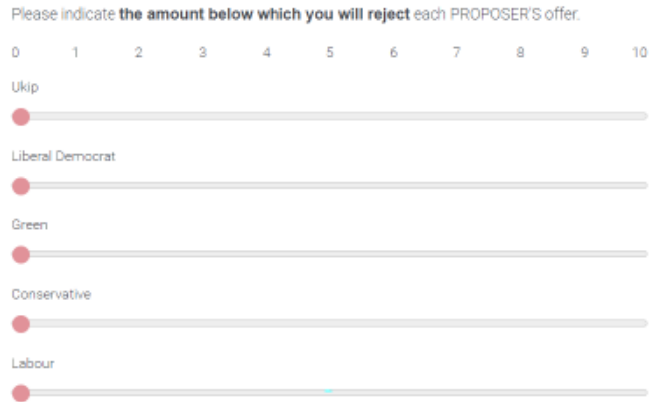 Please indicate the amount below which you will reject each PROPOSER'S offer.
0 1 2 3 4 5 6 7 8 9 10
Ukip
Liberal Democrat
Green
Conservative
Labour